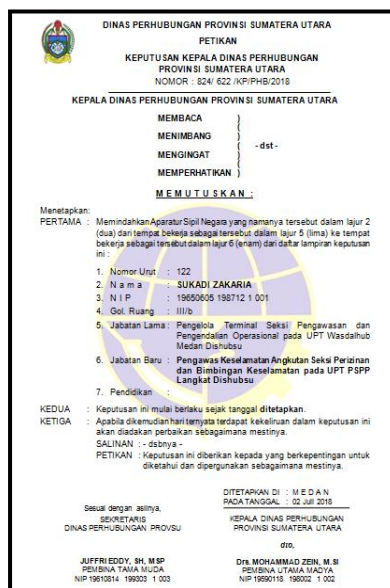 DINAS PERHUBUNGAN PROVINSI SUMATERA UTARA
PETIKAN
KEPUTUSAN KEPALA DINAS PERHUBUNGAN
PROVINSI SUMATERA UTARA
NOMOR : 824/ 622 /KP/PHB/2018
KEPALA DINAS PERHUBUNGAN PROVINSI SUMATERA UTARA
MEMBACA )
(
MENIMBANG )
( - dst -
MENGINGAT )
(
MEMPERHATIKAN )
M E M U T U S K A N :
Menetapkan:
PERTAMA : Memindahkan Aparatur Sipil Negara yang namanya tersebut dalam lajur 2
(dua) dari tempat bekerja sebagai tersebut dalam lajur 5 (lima) ke tempat
bekerja sebagai tersebut dalam lajur 6 (enam) dari daftar lampiran keputusan
ini :
1. Nomor Urut : 122
2. N a m a : SUKADI ZAKARIA
3. N I P : 19650605 198712 1 001
4. Gol. Ruang : III/b
5. Jabatan Lama : Pengelola Terminal Seksi Pengawasan dan
Pengendalian Operasional pada UPT Wasdalhub
Medan Dishubsu
6. Jabatan Baru : Pengawas Keselamatan Angkutan Seksi Perizinan
dan Bimbingan Keselamatan pada UPT PSPP
Langkat Dishubsu
7. Pendidikan :
KEDUA : Keputusan ini mulai berlaku sejak tanggal ditetapkan.
KETIGA : Apabila dikemudian hari ternyata terdapat kekeliruan dalam keputusan ini
akan diadakan perbaikan sebagaimana mestinya.
SALINAN : - dsbnya -
PETIKAN : Keputusan ini diberikan kepada yang berkepentingan untuk
diketahui dan dipergunakan sebagaimana mestinya.
DITETAPKAN DI : M E D A N
PADA TANGGAL : 02 Juli 2018
Sesuai dengan aslinya,
SEKRETARIS
DINAS PERHUBUNGAN PROVSU
KEPALA DINAS PERHUBUNGAN
PROVINSI SUMATERA UTARA
dto,
JUFFRI EDDY, SH, MSP
PEMBINA TAMA MUDA
NIP 19610814 199303 1 003
Drs. MOHAMMAD ZEIN, M.SI
PEMBINA UTAMA MADYA
NIP 19590118 198002 1 002